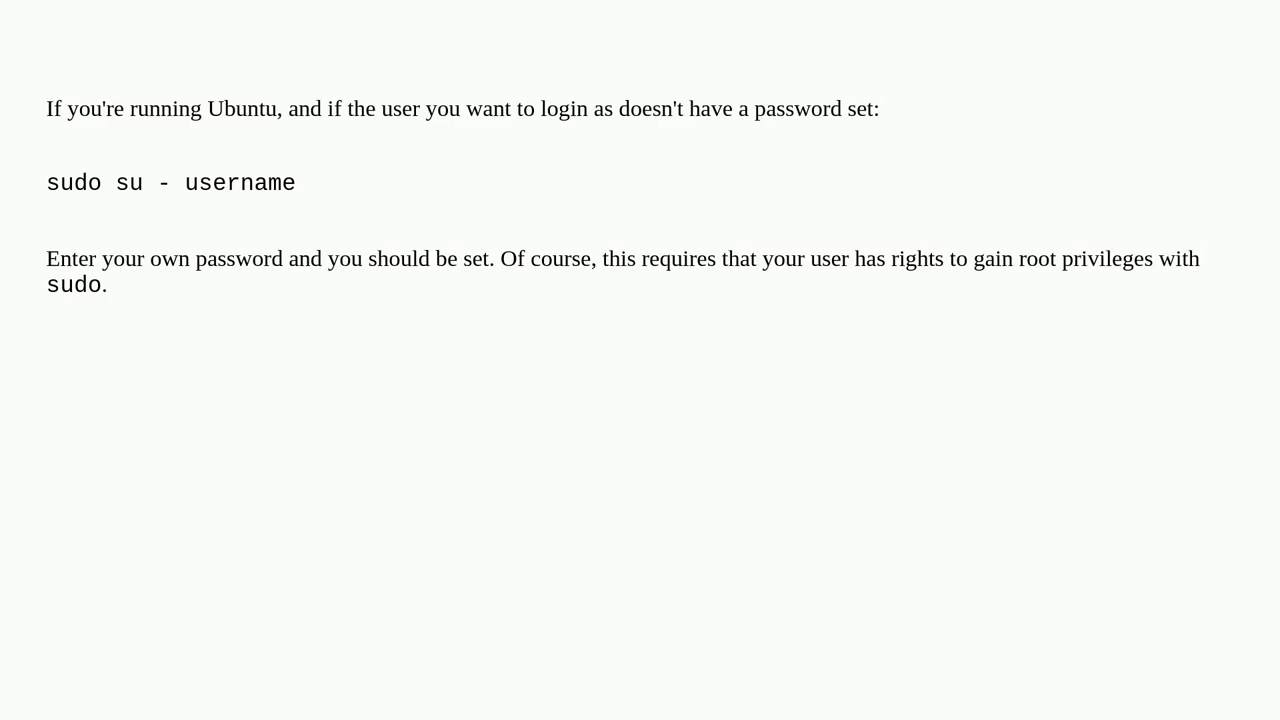 If you're running Ubuntu, and if the user you want to login as doesn't have a password set:
sudo su - username
Enter your own password and you should be set. Of course, this requires that your user has rights to gain root privileges with
sudo.